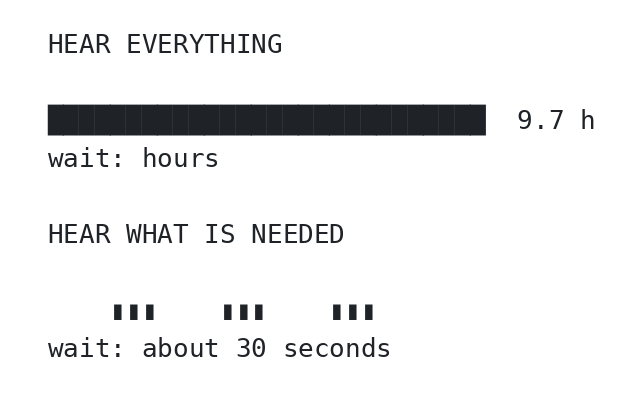 HEAR EVERYTHING
████████████████████████████ 9.7 h
wait: hours
HEAR WHAT IS NEEDED
▮▮▮ ▮▮▮ ▮▮▮
wait: about 30 seconds